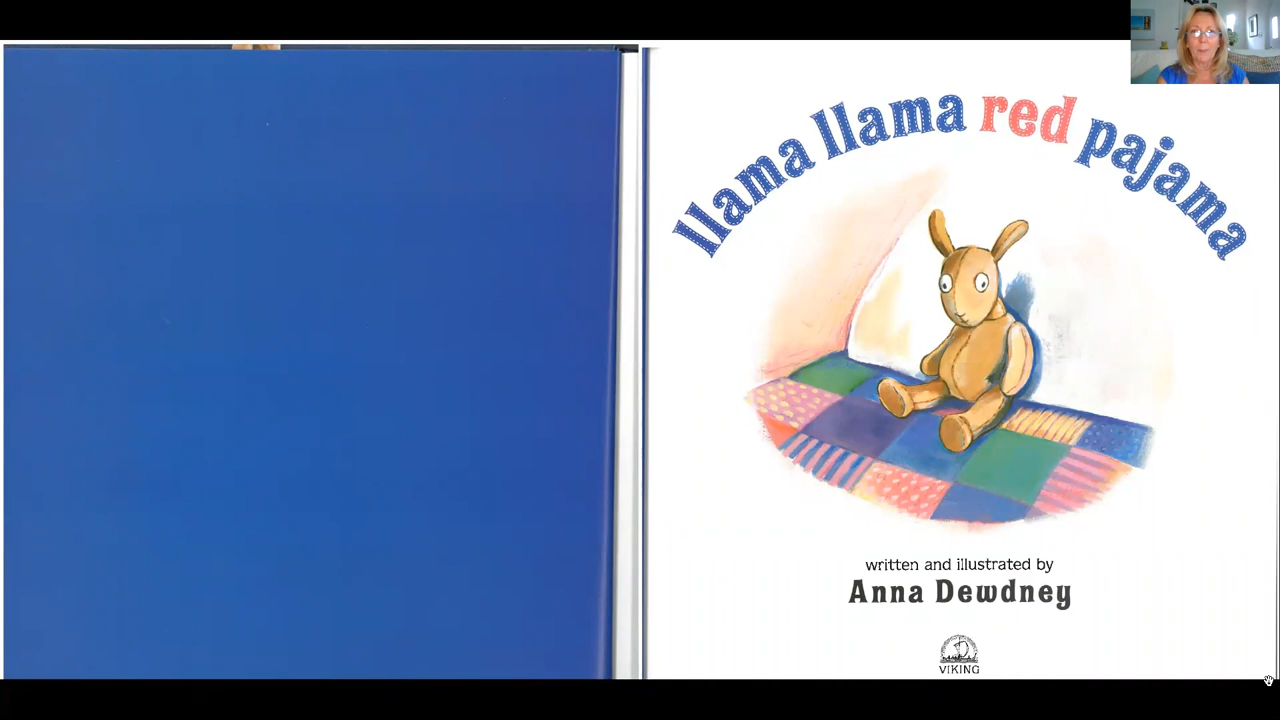 llama llama red pajama
written and illustrated by
Anna Dewdney
VIKING